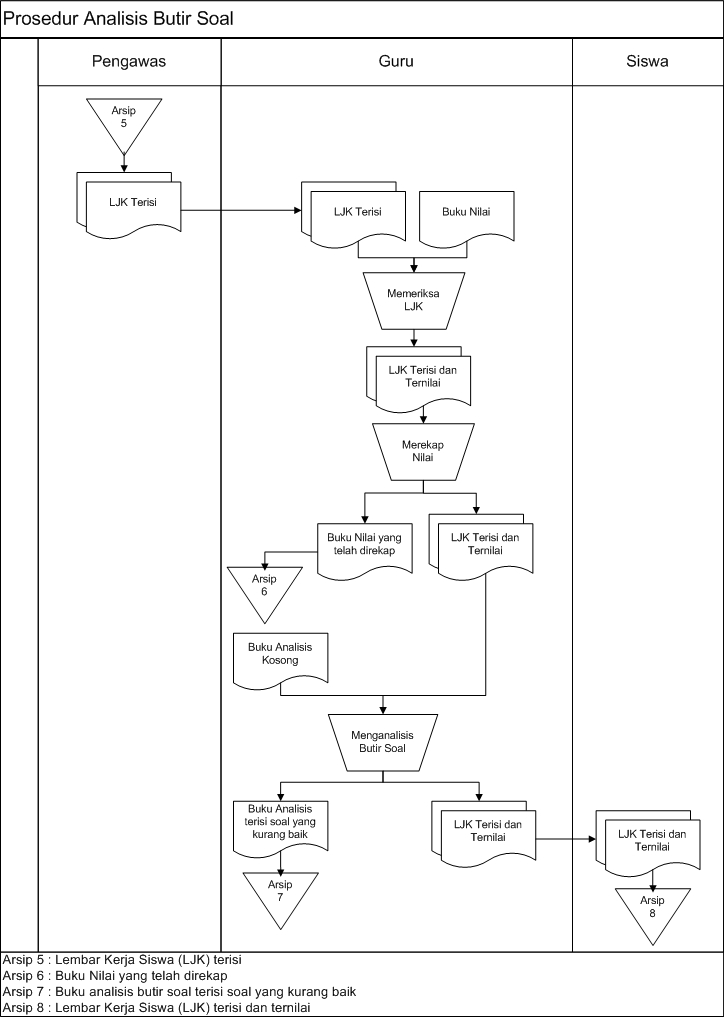 Prosedur Analisis Butir Soal
Pengawas
Guru
Siswa
Arsip
5
LJK Terisi
LJK Terisi
Buku Nilai
Memeriksa
LJK
LJK Terisi dan
Ternilai
Merekap
Nilai
Buku Nilai yang
telah direkap
LJK Terisi dan
Ternilai
Arsip
6
Buku Analisis
Kosong
Menganalisis
Butir Soal
Buku Analisis
terisi soal yang
kurang baik
LJK Terisi dan
Ternilai
LJK Terisi dan
Ternilai
Arsip
7
Arsip
8
Arsip 5 : Lembar Kerja Siswa (LJK) terisi
Arsip 6 : Buku Nilai yang telah direkap
Arsip 7 : Buku analisis butir soal terisi soal yang kurang baik
Arsip 8 : Lembar Kerja Siswa (LJK) terisi dan ternilai